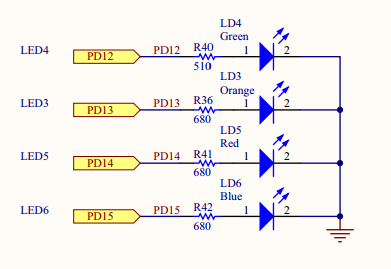 LD4
Green
LED4 PD12 PD12 R40 1 2
510
LD3
Orange
LED3 PD13 PD13 R36 1 2
680
LD5
Red
LED5 PD14 PD14 R41 1 2
680
LD6
Blue
LED6 PD15 PD15 R42 1 2
680